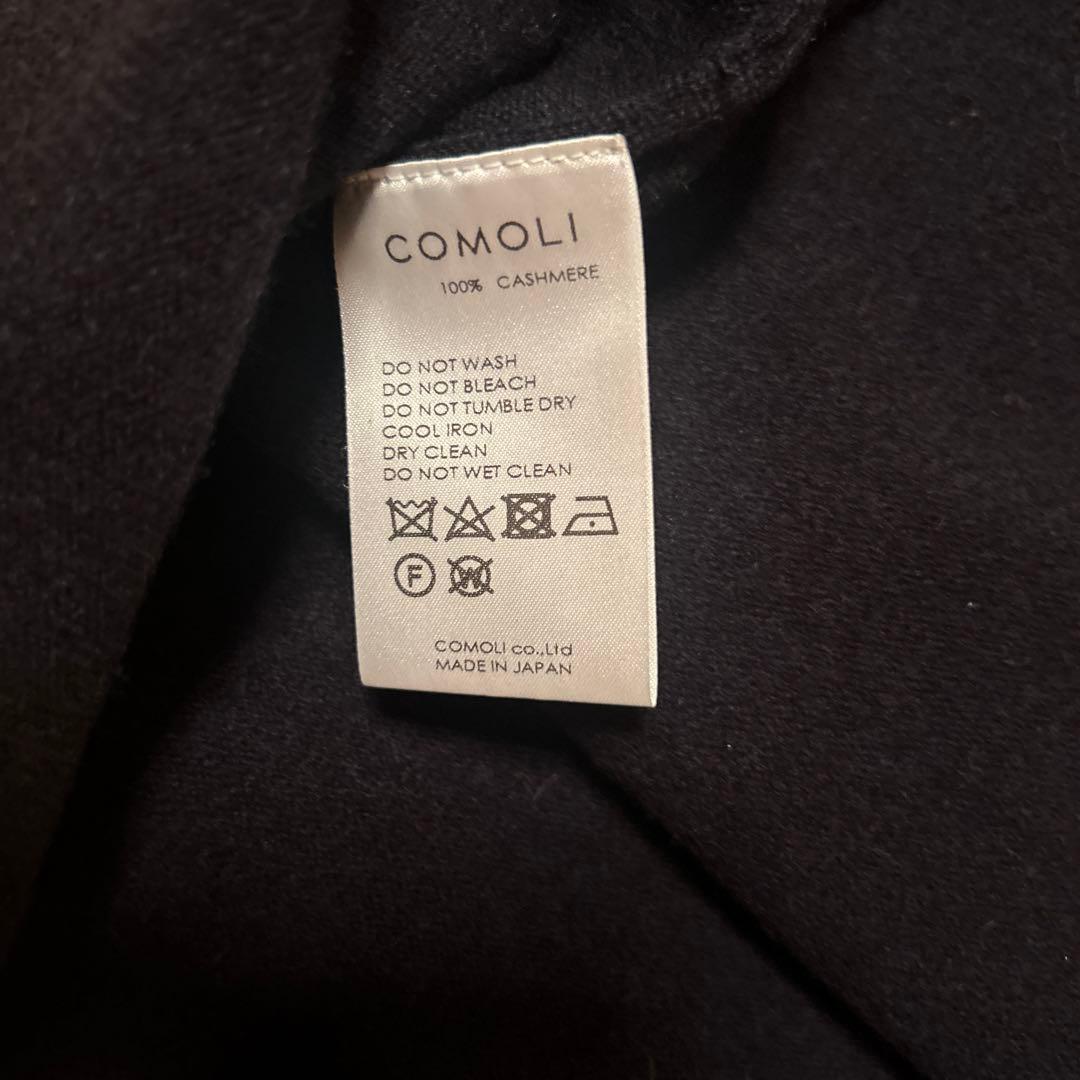 COMOLI
100% CASHMERE
DO NOT WASH
DO NOT BLEACH
DO NOT TUMBLE DRY
COOL IRON
DRY CLEAN
DO NOT WET CLEAN
F W
COMOLI co.,Ltd
MADE IN JAPAN